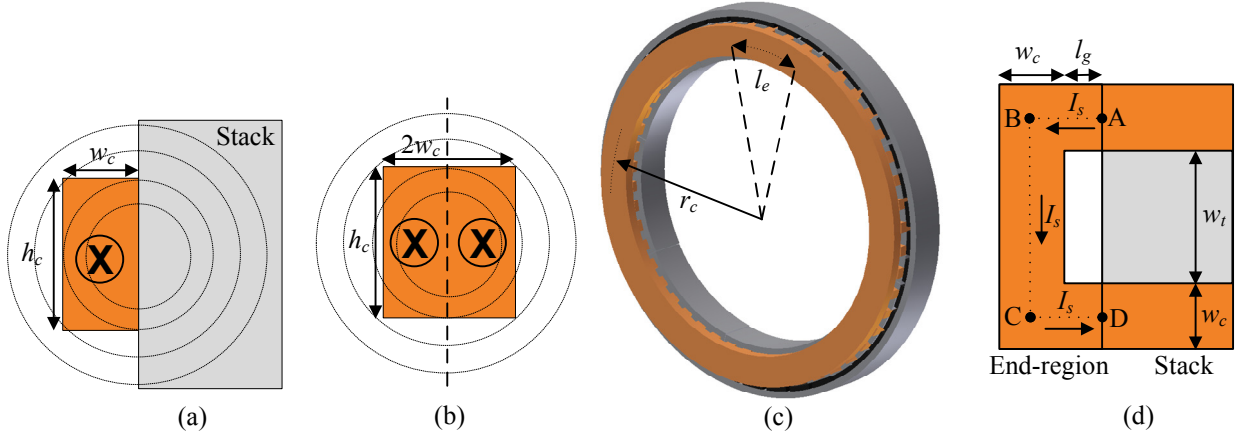 w_c
Stack
h_c
X
(a)
2w_c
h_c
X X
(b)
l_e
r_c
(c)
w_c l_g
B I_s A
I_s
w_t
C I_s D
w_c
End-region Stack
(d)